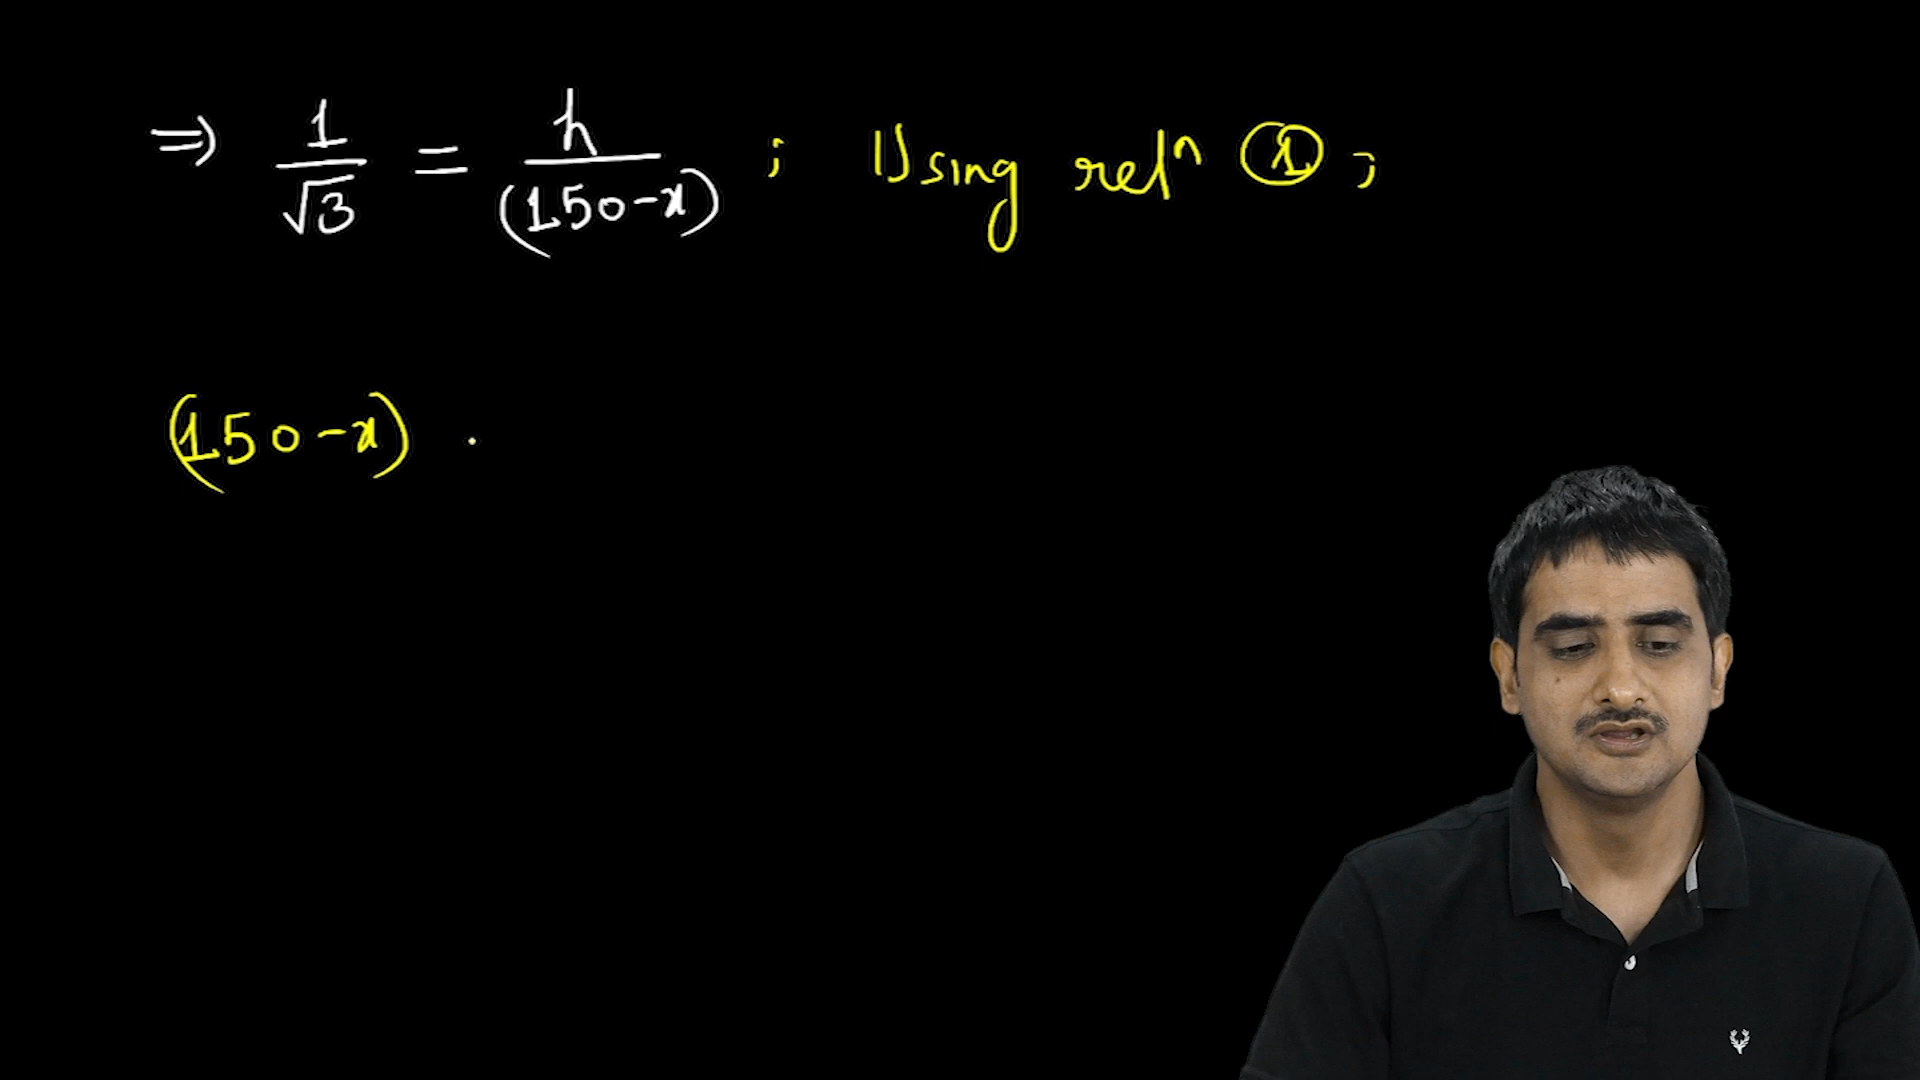 ⇒ 1/√3 = h/(150-x) ; Using relⁿ ① ;
(150-x) .